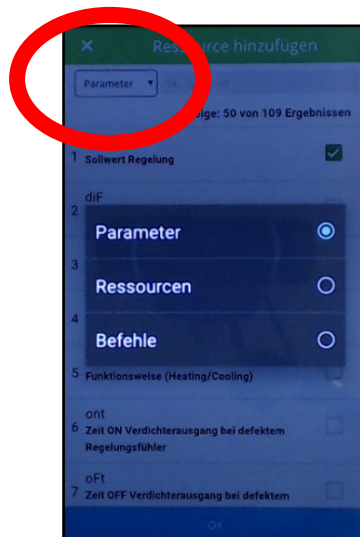 × Ressource hinzufügen
Parameter ▼
eige: 50 von 109 Ergebnissen
1 Sollwert Regelung
diF
2
Parameter
3
Ressourcen
4
Befehle
5 Funktionsweise (Heating/Cooling)
ont
6 Zeit ON Verdichterausgang bei defektem
Regelungsfühler
oFt
7 Zeit OFF Verdichterausgang bei defektem
OK